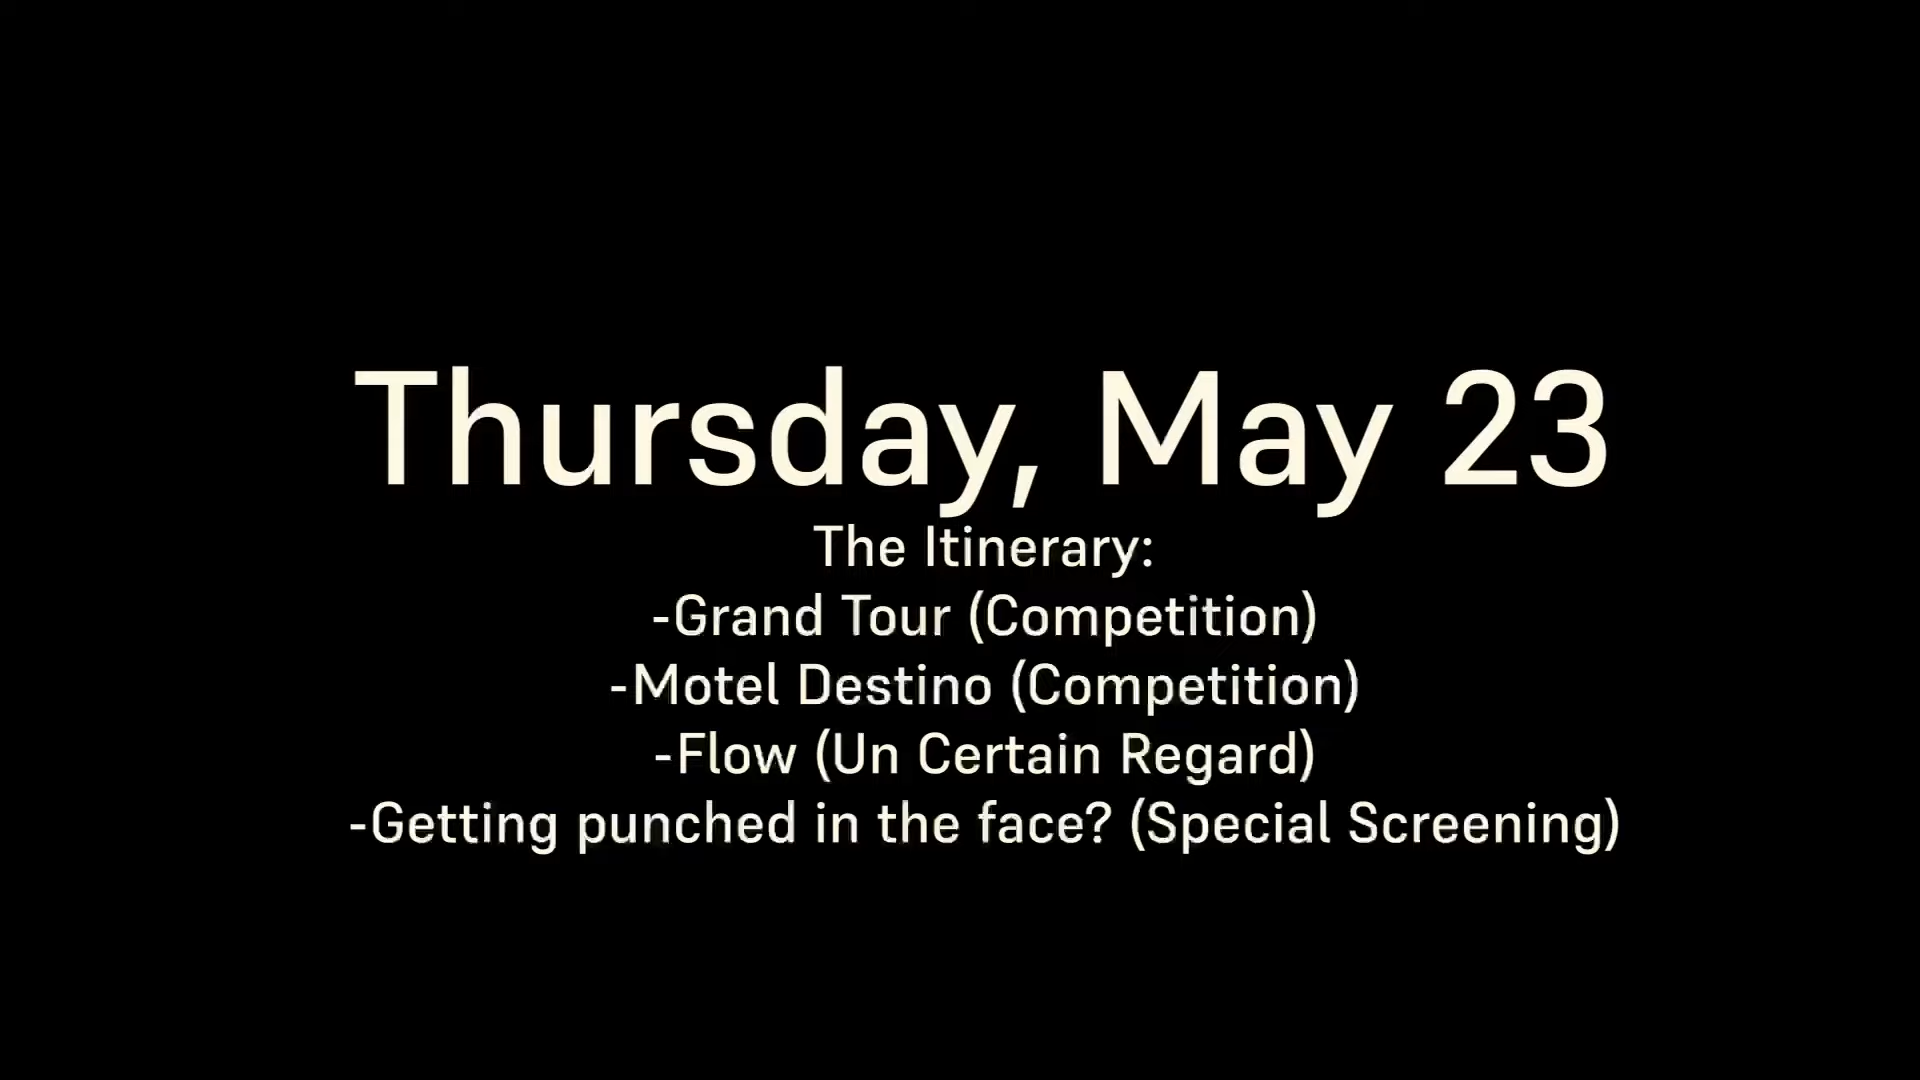 Thursday, May 23
The Itinerary:
-Grand Tour (Competition)
-Motel Destino (Competition)
-Flow (Un Certain Regard)
-Getting punched in the face? (Special Screening)